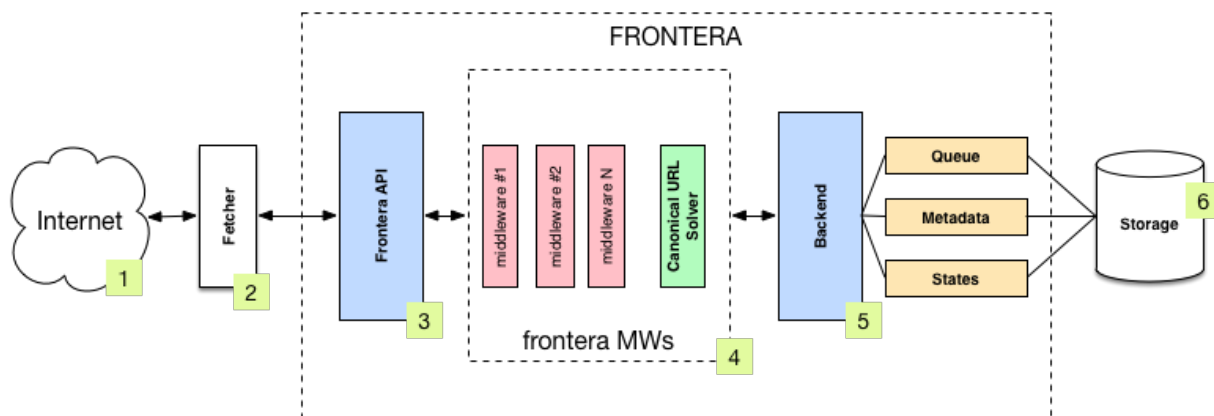 FRONTERA
Internet
1
Fetcher
2
Frontera API
3
middleware #1
middleware #2
middleware N
Canonical URL
Solver
frontera MWs
4
Backend
5
Queue
Metadata
States
Storage
6